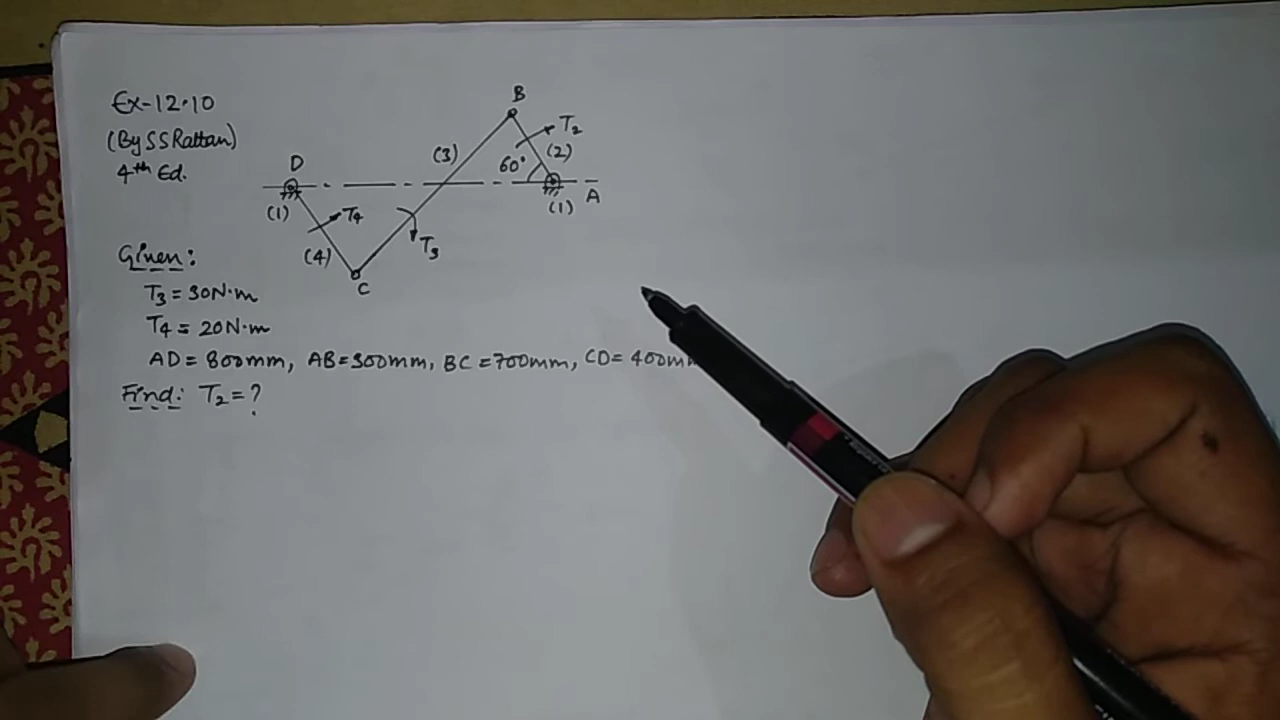 Ex-12.10
(By SS Rattan)
4th Ed.
B
T2
(3)
(2)
60°
D
A
(1)
(1)
T4
T3
(4)
C
Given:
T3 = 30N·m
T4 = 20N·m
AD = 800mm, AB=300mm, BC=700mm, CD= 400m
Find: T2 = ?